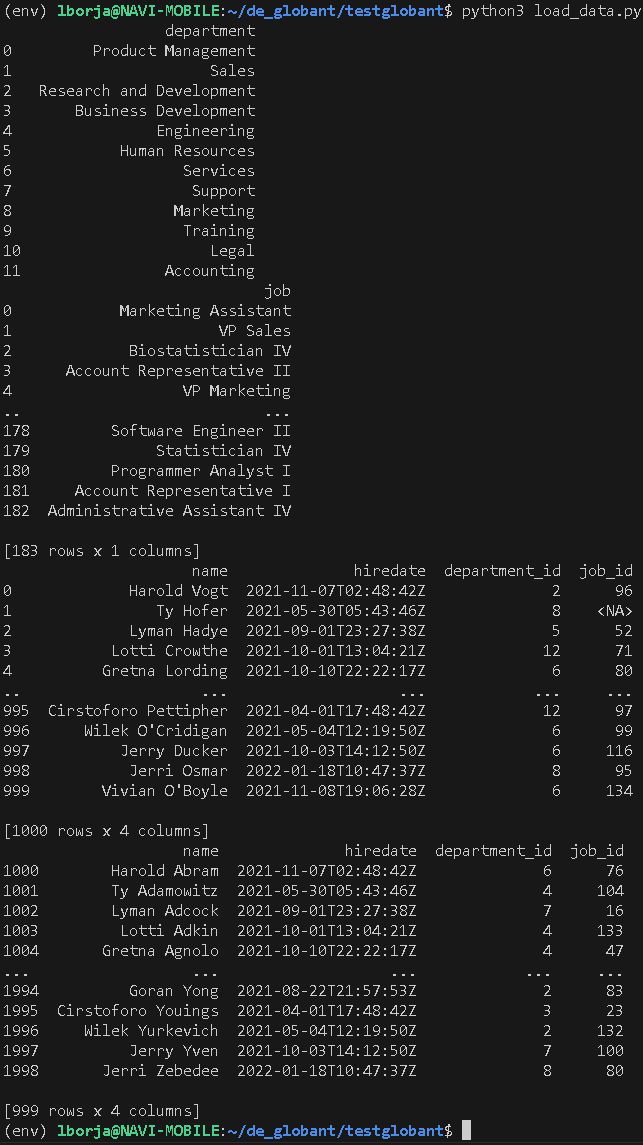 (env) lborja@NAVI-MOBILE:~/de_globant/testglobant$ python3 load_data.py
                  department
0         Product Management
1                      Sales
2   Research and Development
3       Business Development
4                Engineering
5            Human Resources
6                   Services
7                    Support
8                  Marketing
9                   Training
10                     Legal
11                Accounting
                             job
0            Marketing Assistant
1                       VP Sales
2             Biostatistician IV
3      Account Representative II
4                   VP Marketing
..                           ...
178         Software Engineer II
179              Statistician IV
180         Programmer Analyst I
181     Account Representative I
182  Administrative Assistant IV

[183 rows x 1 columns]
                     name              hiredate  department_id  job_id
0             Harold Vogt  2021-11-07T02:48:42Z              2      96
1                Ty Hofer  2021-05-30T05:43:46Z              8    <NA>
2             Lyman Hadye  2021-09-01T23:27:38Z              5      52
3           Lotti Crowthe  2021-10-01T13:04:21Z             12      71
4          Gretna Lording  2021-10-10T22:22:17Z              6      80
..                    ...                   ...            ...     ...
995  Cirstoforo Pettipher  2021-04-01T17:48:42Z             12      97
996      Wilek O'Cridigan  2021-05-04T12:19:50Z              6      99
997          Jerry Ducker  2021-10-03T14:12:50Z              6     116
998           Jerri Osmar  2022-01-18T10:47:37Z              8      95
999        Vivian O'Boyle  2021-11-08T19:06:28Z              6     134

[1000 rows x 4 columns]
                    name              hiredate  department_id  job_id
1000        Harold Abram  2021-11-07T02:48:42Z              6      76
1001        Ty Adamowitz  2021-05-30T05:43:46Z              4     104
1002        Lyman Adcock  2021-09-01T23:27:38Z              7      16
1003         Lotti Adkin  2021-10-01T13:04:21Z              4     133
1004       Gretna Agnolo  2021-10-10T22:22:17Z              4      47
...                  ...                   ...            ...     ...
1994          Goran Yong  2021-08-22T21:57:53Z              2      83
1995  Cirstoforo Youings  2021-04-01T17:48:42Z              3      23
1996     Wilek Yurkevich  2021-05-04T12:19:50Z              2     132
1997          Jerry Yven  2021-10-03T14:12:50Z              7     100
1998       Jerri Zebedee  2022-01-18T10:47:37Z              8      80

[999 rows x 4 columns]
(env) lborja@NAVI-MOBILE:~/de_globant/testglobant$